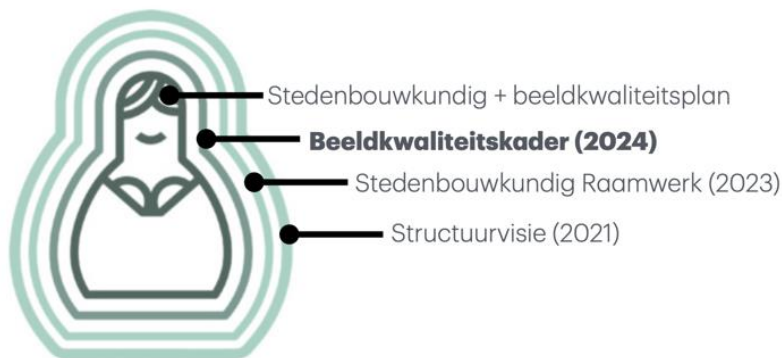 Stedenbouwkundig + beeldkwaliteitsplan
Beeldkwaliteitskader (2024)
Stedenbouwkundig Raamwerk (2023)
Structuurvisie (2021)